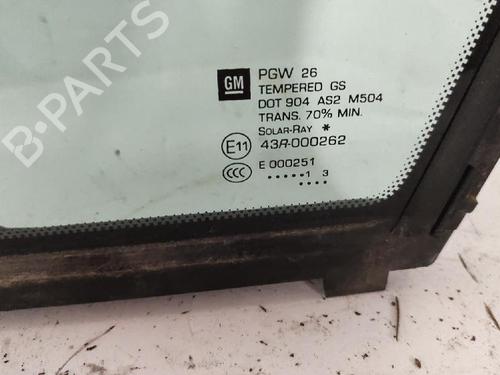 GM
PGW 26
TEMPERED GS
DOT 904 AS2 M504
TRANS. 70% MIN.
SOLAR-RAY *
E11 43R-000262
CCC E 000251
..... 1 3
.....
B-PARTS